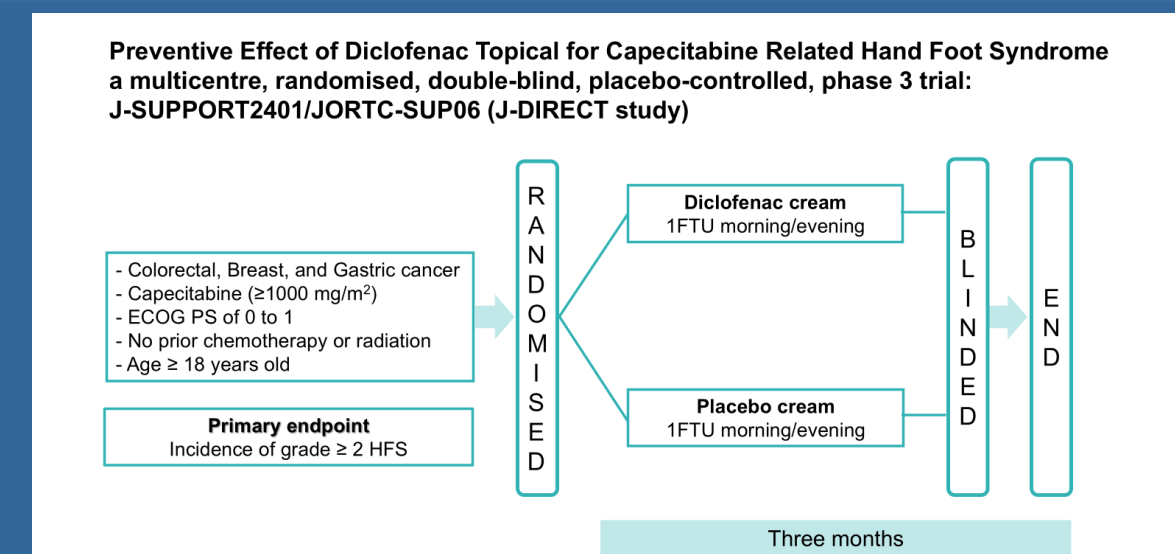 Preventive Effect of Diclofenac Topical for Capecitabine Related Hand Foot Syndrome
a multicentre, randomised, double-blind, placebo-controlled, phase 3 trial:
J-SUPPORT2401/JORTC-SUP06 (J-DIRECT study)
- Colorectal, Breast, and Gastric cancer
- Capecitabine (≥1000 mg/m²)
- ECOG PS of 0 to 1
- No prior chemotherapy or radiation
- Age ≥ 18 years old
Primary endpoint
Incidence of grade ≥ 2 HFS
RANDOMISED
Diclofenac cream
1FTU morning/evening
Placebo cream
1FTU morning/evening
BLINDED
END
Three months